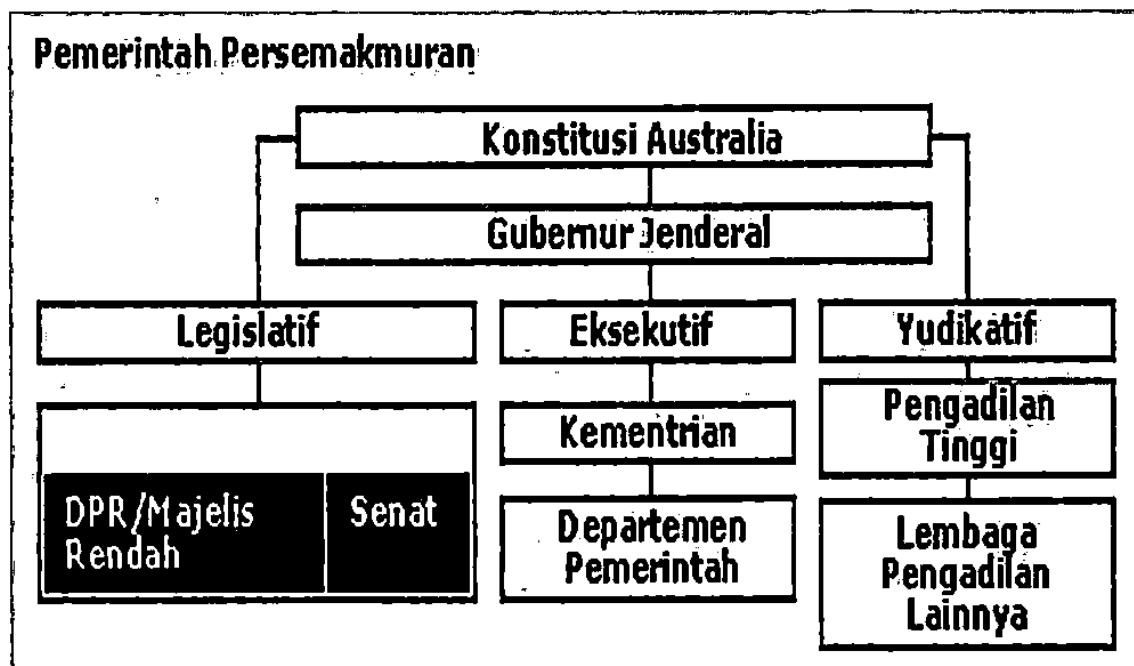 Pemerintah Persemakmuran
Konstitusi Australia
Gubernur Jenderal
Legislatif
Eksekutif
Yudikatif
DPR/Majelis
Rendah
Senat
Kementrian
Departemen
Pemerintah
Pengadilan
Tinggi
Lembaga
Pengadilan
Lainnya